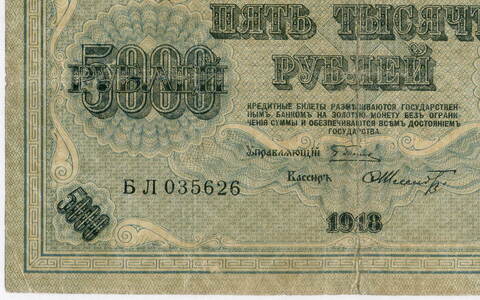 ПЯТЬ ТЫСЯЧ
РУБЛЕЙ
5000
РУБЛЕЙ
КРЕДИТНЫЕ БИЛЕТЫ РАЗМѢНИВАЮТСЯ ГОСУДАРСТВЕН-
НЫМЪ БАНКОМЪ НА ЗОЛОТУЮ МОНЕТУ БЕЗЪ ОГРАНИ-
ЧЕНІЯ СУММЫ И ОБЕЗПЕЧИВАЮТСЯ ВСѢМЪ ДОСТОЯНІЕМЪ
ГОСУДАРСТВА.
Управляющій
Кассиръ
БЛ 035626
5000
1918